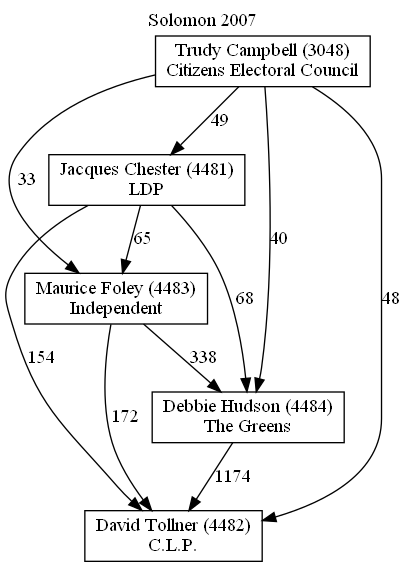 Solomon 2007
Trudy Campbell (3048)
Citizens Electoral Council
49
Jacques Chester (4481)
LDP
33
65
40
Maurice Foley (4483)
Independent
68
48
154
338
172
Debbie Hudson (4484)
The Greens
1174
David Tollner (4482)
C.L.P.